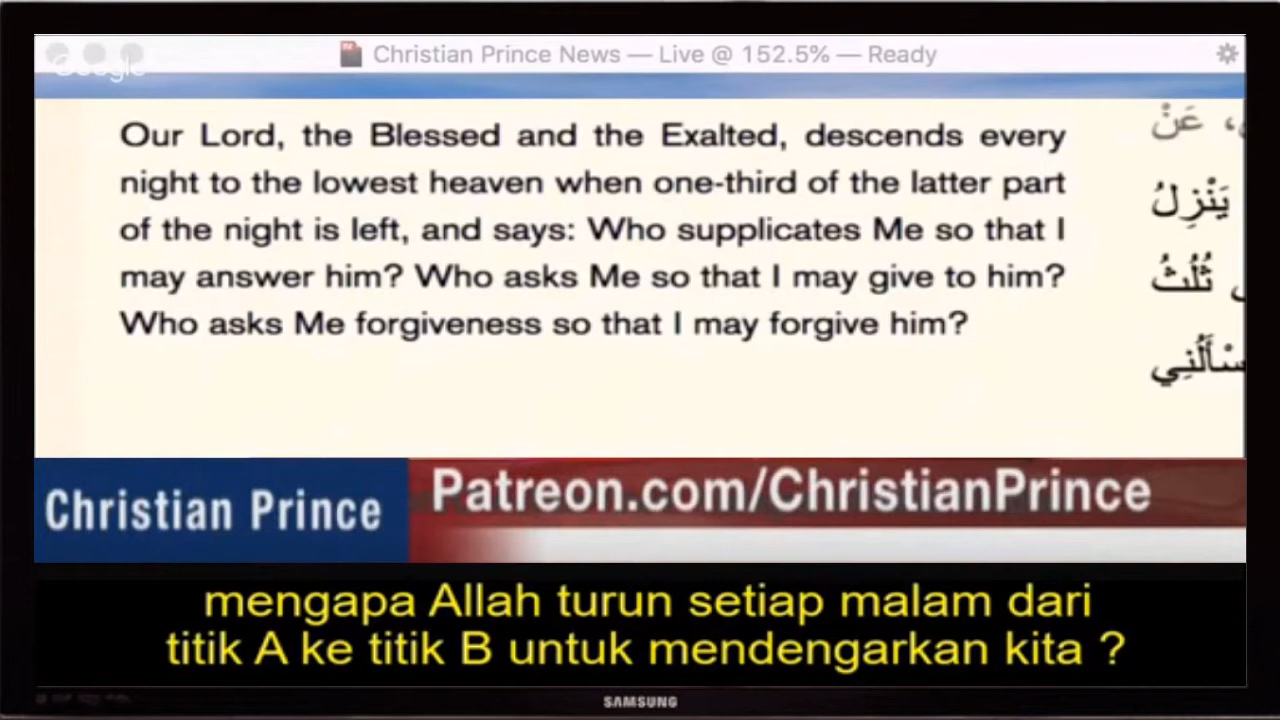 Christian Prince News — Live @ 152.5% — Ready
Google
Our Lord, the Blessed and the Exalted, descends every
night to the lowest heaven when one-third of the latter part
of the night is left, and says: Who supplicates Me so that I
may answer him? Who asks Me so that I may give to him?
Who asks Me forgiveness so that I may forgive him?
، عَنْ
يَنْزِلُ
ثُلُثُ
Christian Prince
Patreon.com/ChristianPrince
mengapa Allah turun setiap malam dari
titik A ke titik B untuk mendengarkan kita ?
SAMSUNG